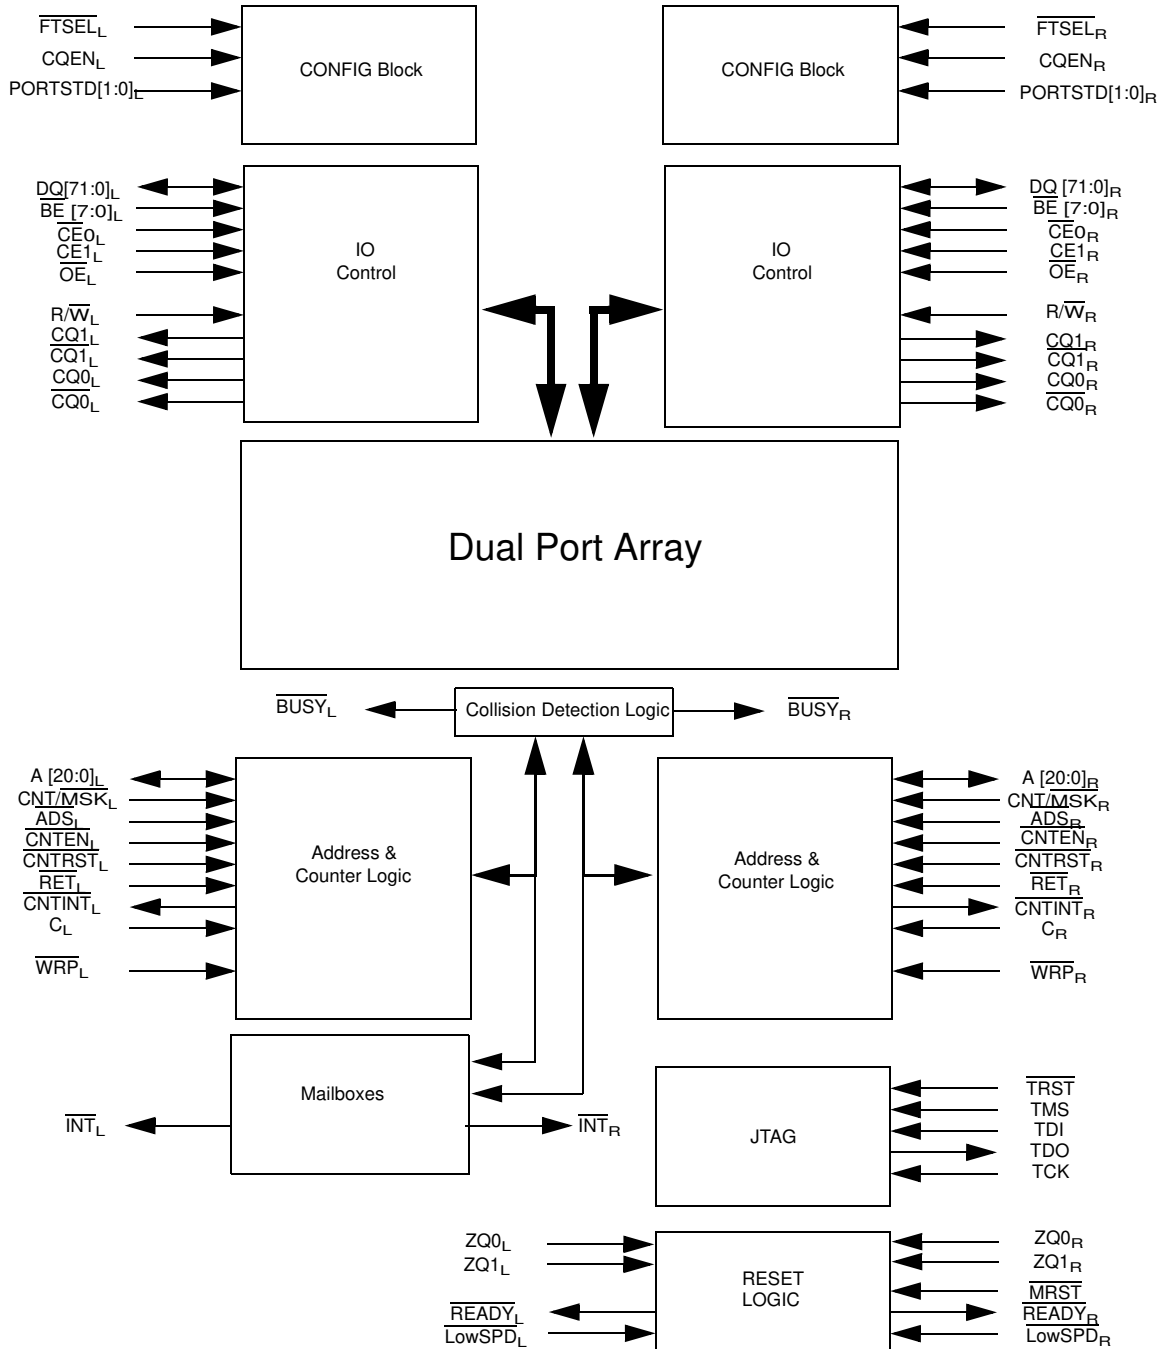 FTSEL_L
CQEN_L
PORTSTD[1:0]_L
CONFIG Block
CONFIG Block
FTSEL_R
CQEN_R
PORTSTD[1:0]_R
DQ[71:0]_L
BE [7:0]_L
CE0_L
CE1_L
OE_L
R/W_L
CQ1_L
CQ1_L
CQ0_L
CQ0_L
IO
Control
IO
Control
DQ [71:0]_R
BE [7:0]_R
CE0_R
CE1_R
OE_R
R/W_R
CQ1_R
CQ1_R
CQ0_R
CQ0_R
Dual Port Array
BUSY_L
Collision Detection Logic
BUSY_R
A [20:0]_L
CNT/MSK_L
ADS_L
CNTEN_L
CNTRST_L
RET_L
CNTINT_L
C_L
WRP_L
Address &
Counter Logic
Address &
Counter Logic
A [20:0]_R
CNT/MSK_R
ADS_R
CNTEN_R
CNTRST_R
RET_R
CNTINT_R
C_R
WRP_R
INT_L
Mailboxes
INT_R
JTAG
TRST
TMS
TDI
TDO
TCK
ZQ0_L
ZQ1_L
READY_L
LowSPD_L
RESET
LOGIC
ZQ0_R
ZQ1_R
MRST
READY_R
LowSPD_R